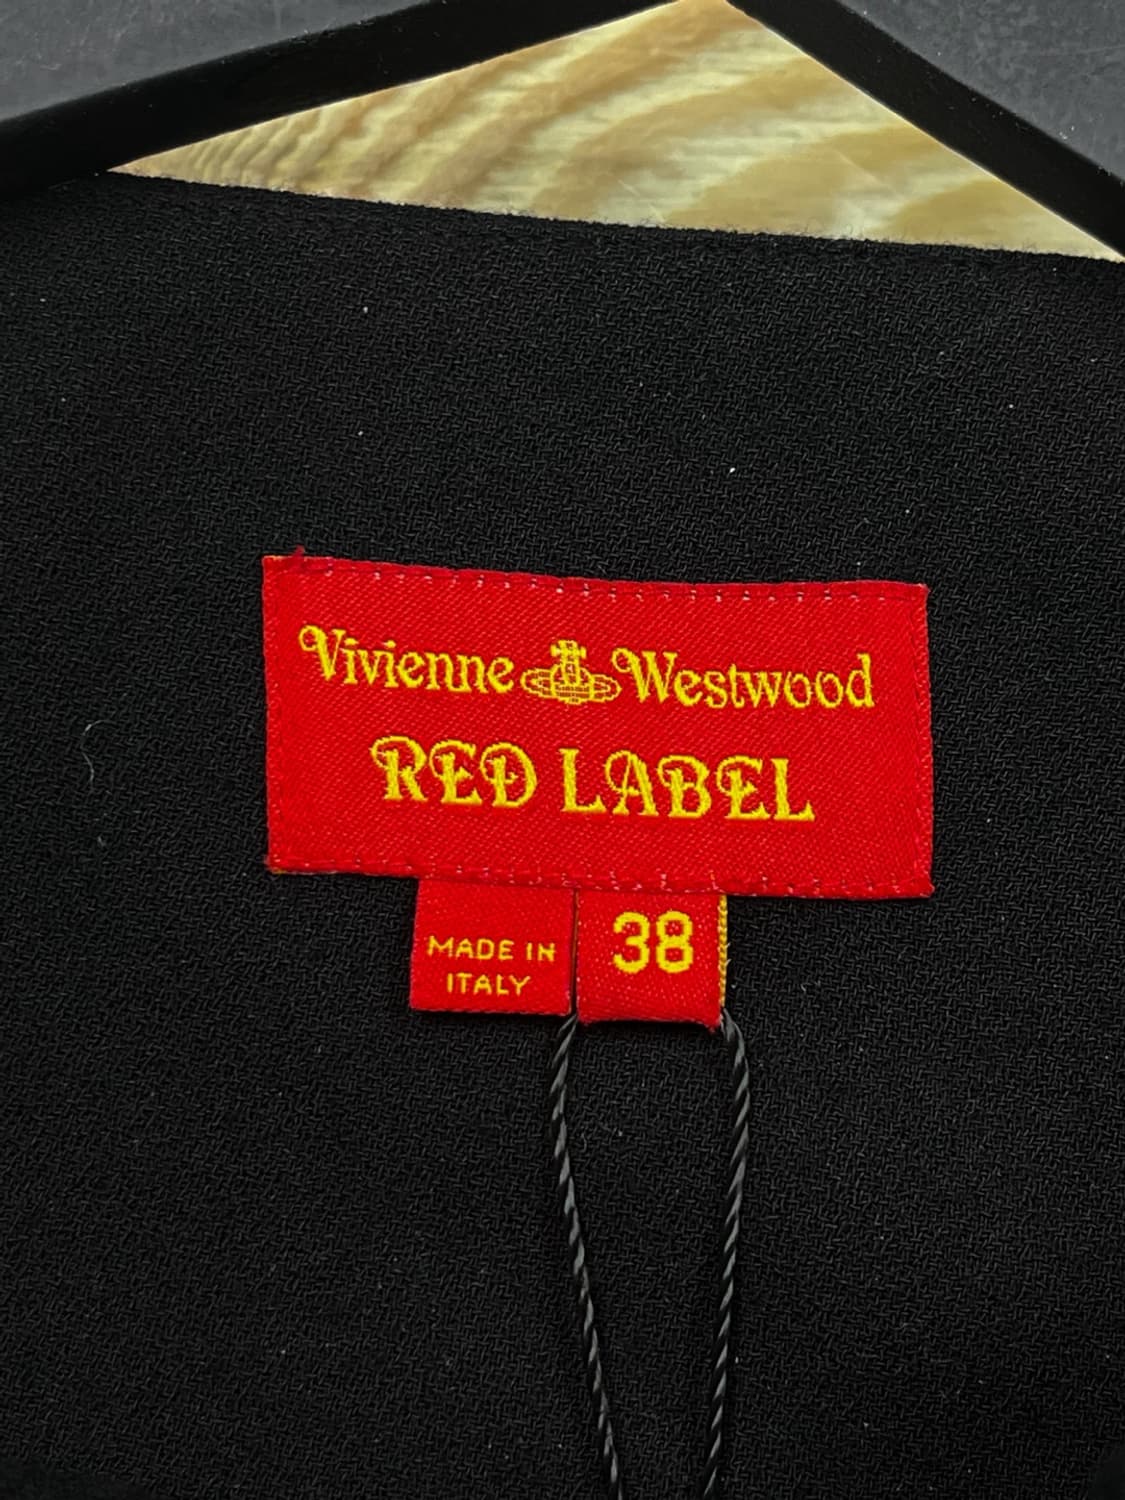 Vivienne Westwood
RED LABEL
MADE IN
ITALY
38